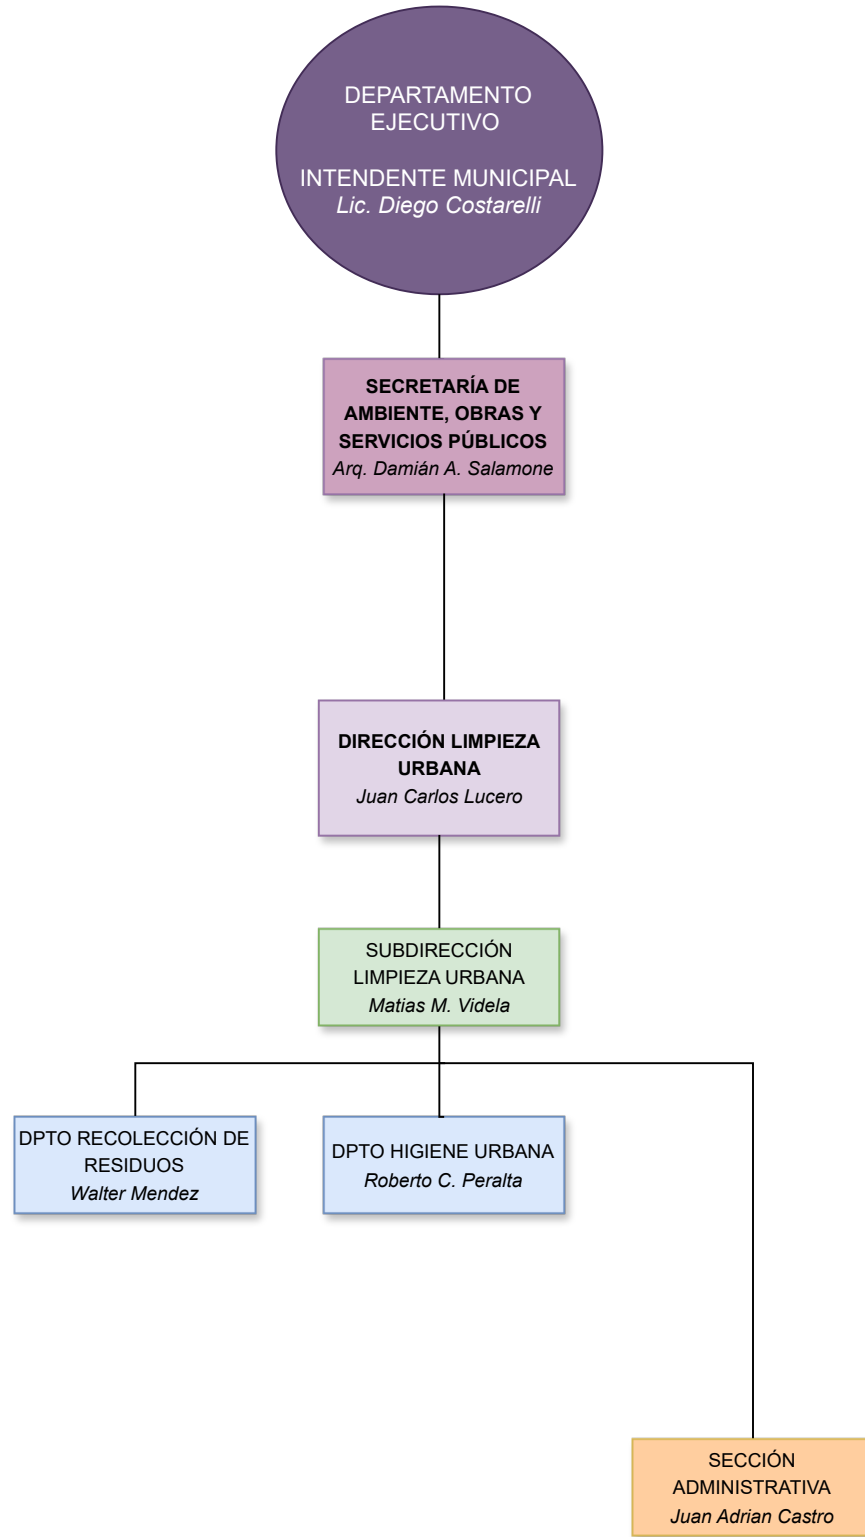 DEPARTAMENTO
EJECUTIVO
INTENDENTE MUNICIPAL
Lic. Diego Costarelli
SECRETARÍA DE
AMBIENTE, OBRAS Y
SERVICIOS PÚBLICOS
Arq. Damián A. Salamone
DIRECCIÓN LIMPIEZA
URBANA
Juan Carlos Lucero
SUBDIRECCIÓN
LIMPIEZA URBANA
Matias M. Videla
DPTO RECOLECCIÓN DE
RESIDUOS
Walter Mendez
DPTO HIGIENE URBANA
Roberto C. Peralta
SECCIÓN
ADMINISTRATIVA
Juan Adrian Castro